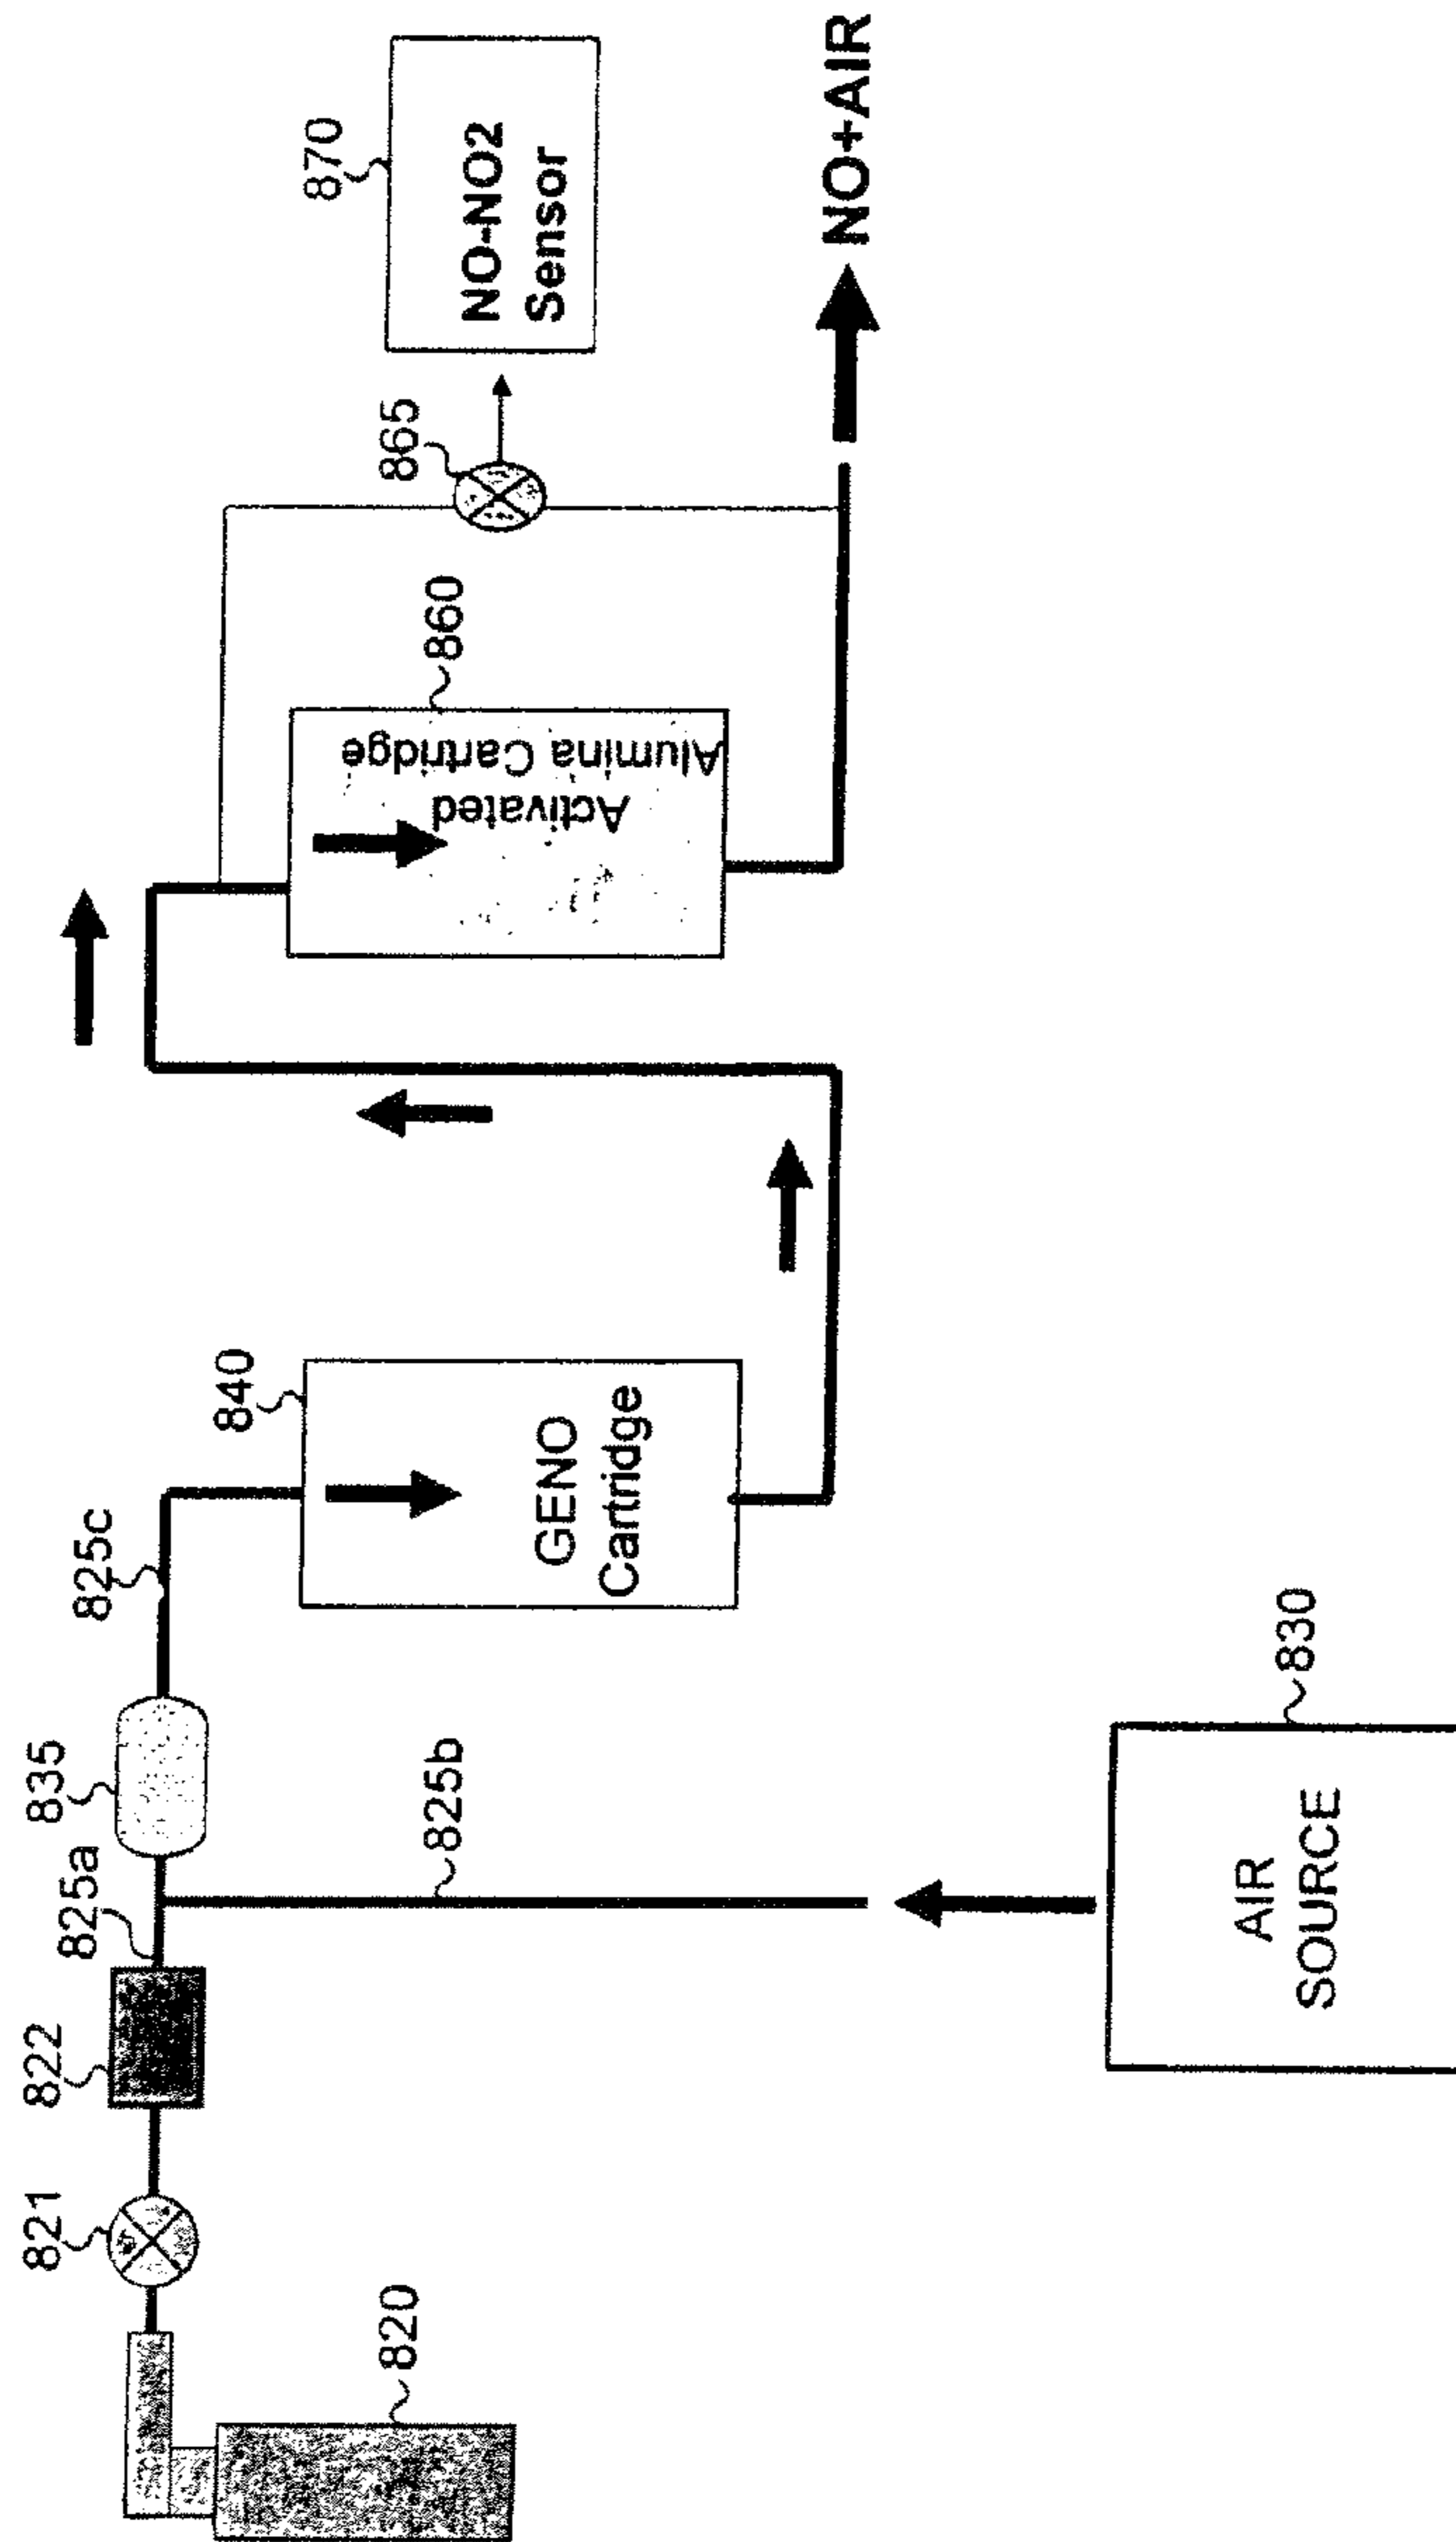 820
821
822
825a
835
825b
825c
AIR
SOURCE
830
840
GENO
Cartridge
Activated
Alumina Cartridge
860
865
870
NO-NO2
Sensor
NO+AIR